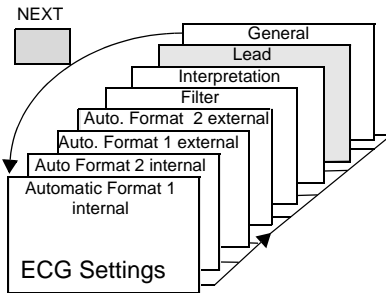 NEXT
General
Lead
Interpretation
Filter
Auto. Format 2 external
Auto. Format 1 external
Auto Format 2 internal
Automatic Format 1
internal
ECG Settings